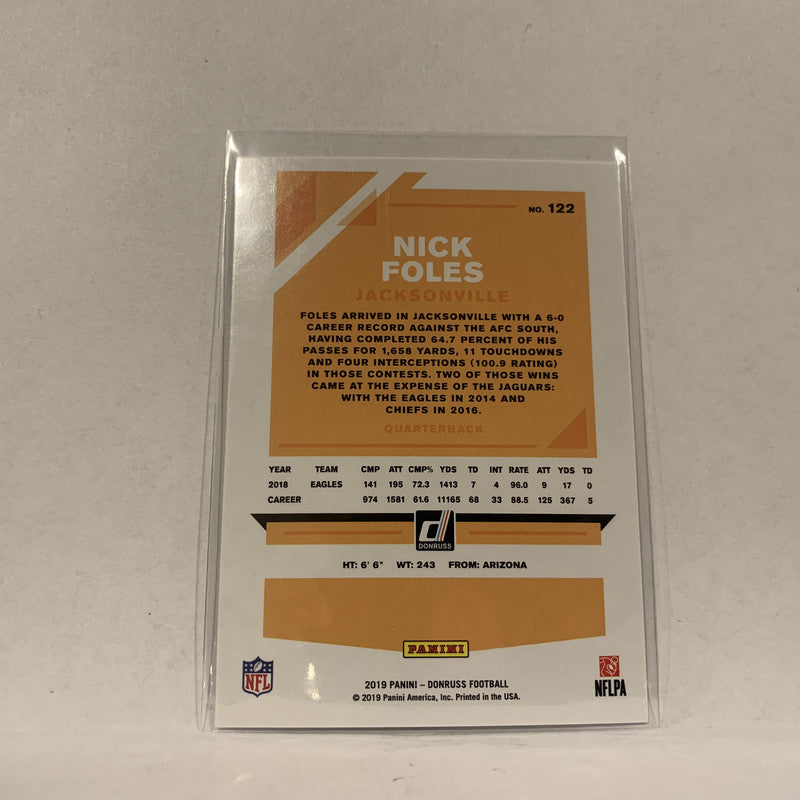 NO. 122
NICK
FOLES
JACKSONVILLE
FOLES ARRIVED IN JACKSONVILLE WITH A 6-0
CAREER RECORD AGAINST THE AFC SOUTH,
HAVING COMPLETED 64.7 PERCENT OF HIS
PASSES FOR 1,658 YARDS, 11 TOUCHDOWNS
AND FOUR INTERCEPTIONS (100.9 RATING)
IN THOSE CONTESTS. TWO OF THOSE WINS
CAME AT THE EXPENSE OF THE JAGUARS:
WITH THE EAGLES IN 2014 AND
CHIEFS IN 2016.
QUARTERBACK
YEAR TEAM CMP ATT CMP% YDS TD INT RATE ATT YDS TD
2018 EAGLES 141 195 72.3 1413 7 4 96.0 9 17 0
CAREER 974 1581 61.6 11165 68 33 88.5 125 367 5
d
DONRUSS
HT: 6' 6" WT: 243 FROM: ARIZONA
PANINI
NFL
2019 PANINI – DONRUSS FOOTBALL
© 2019 Panini America, Inc. Printed in the USA.
NFLPA